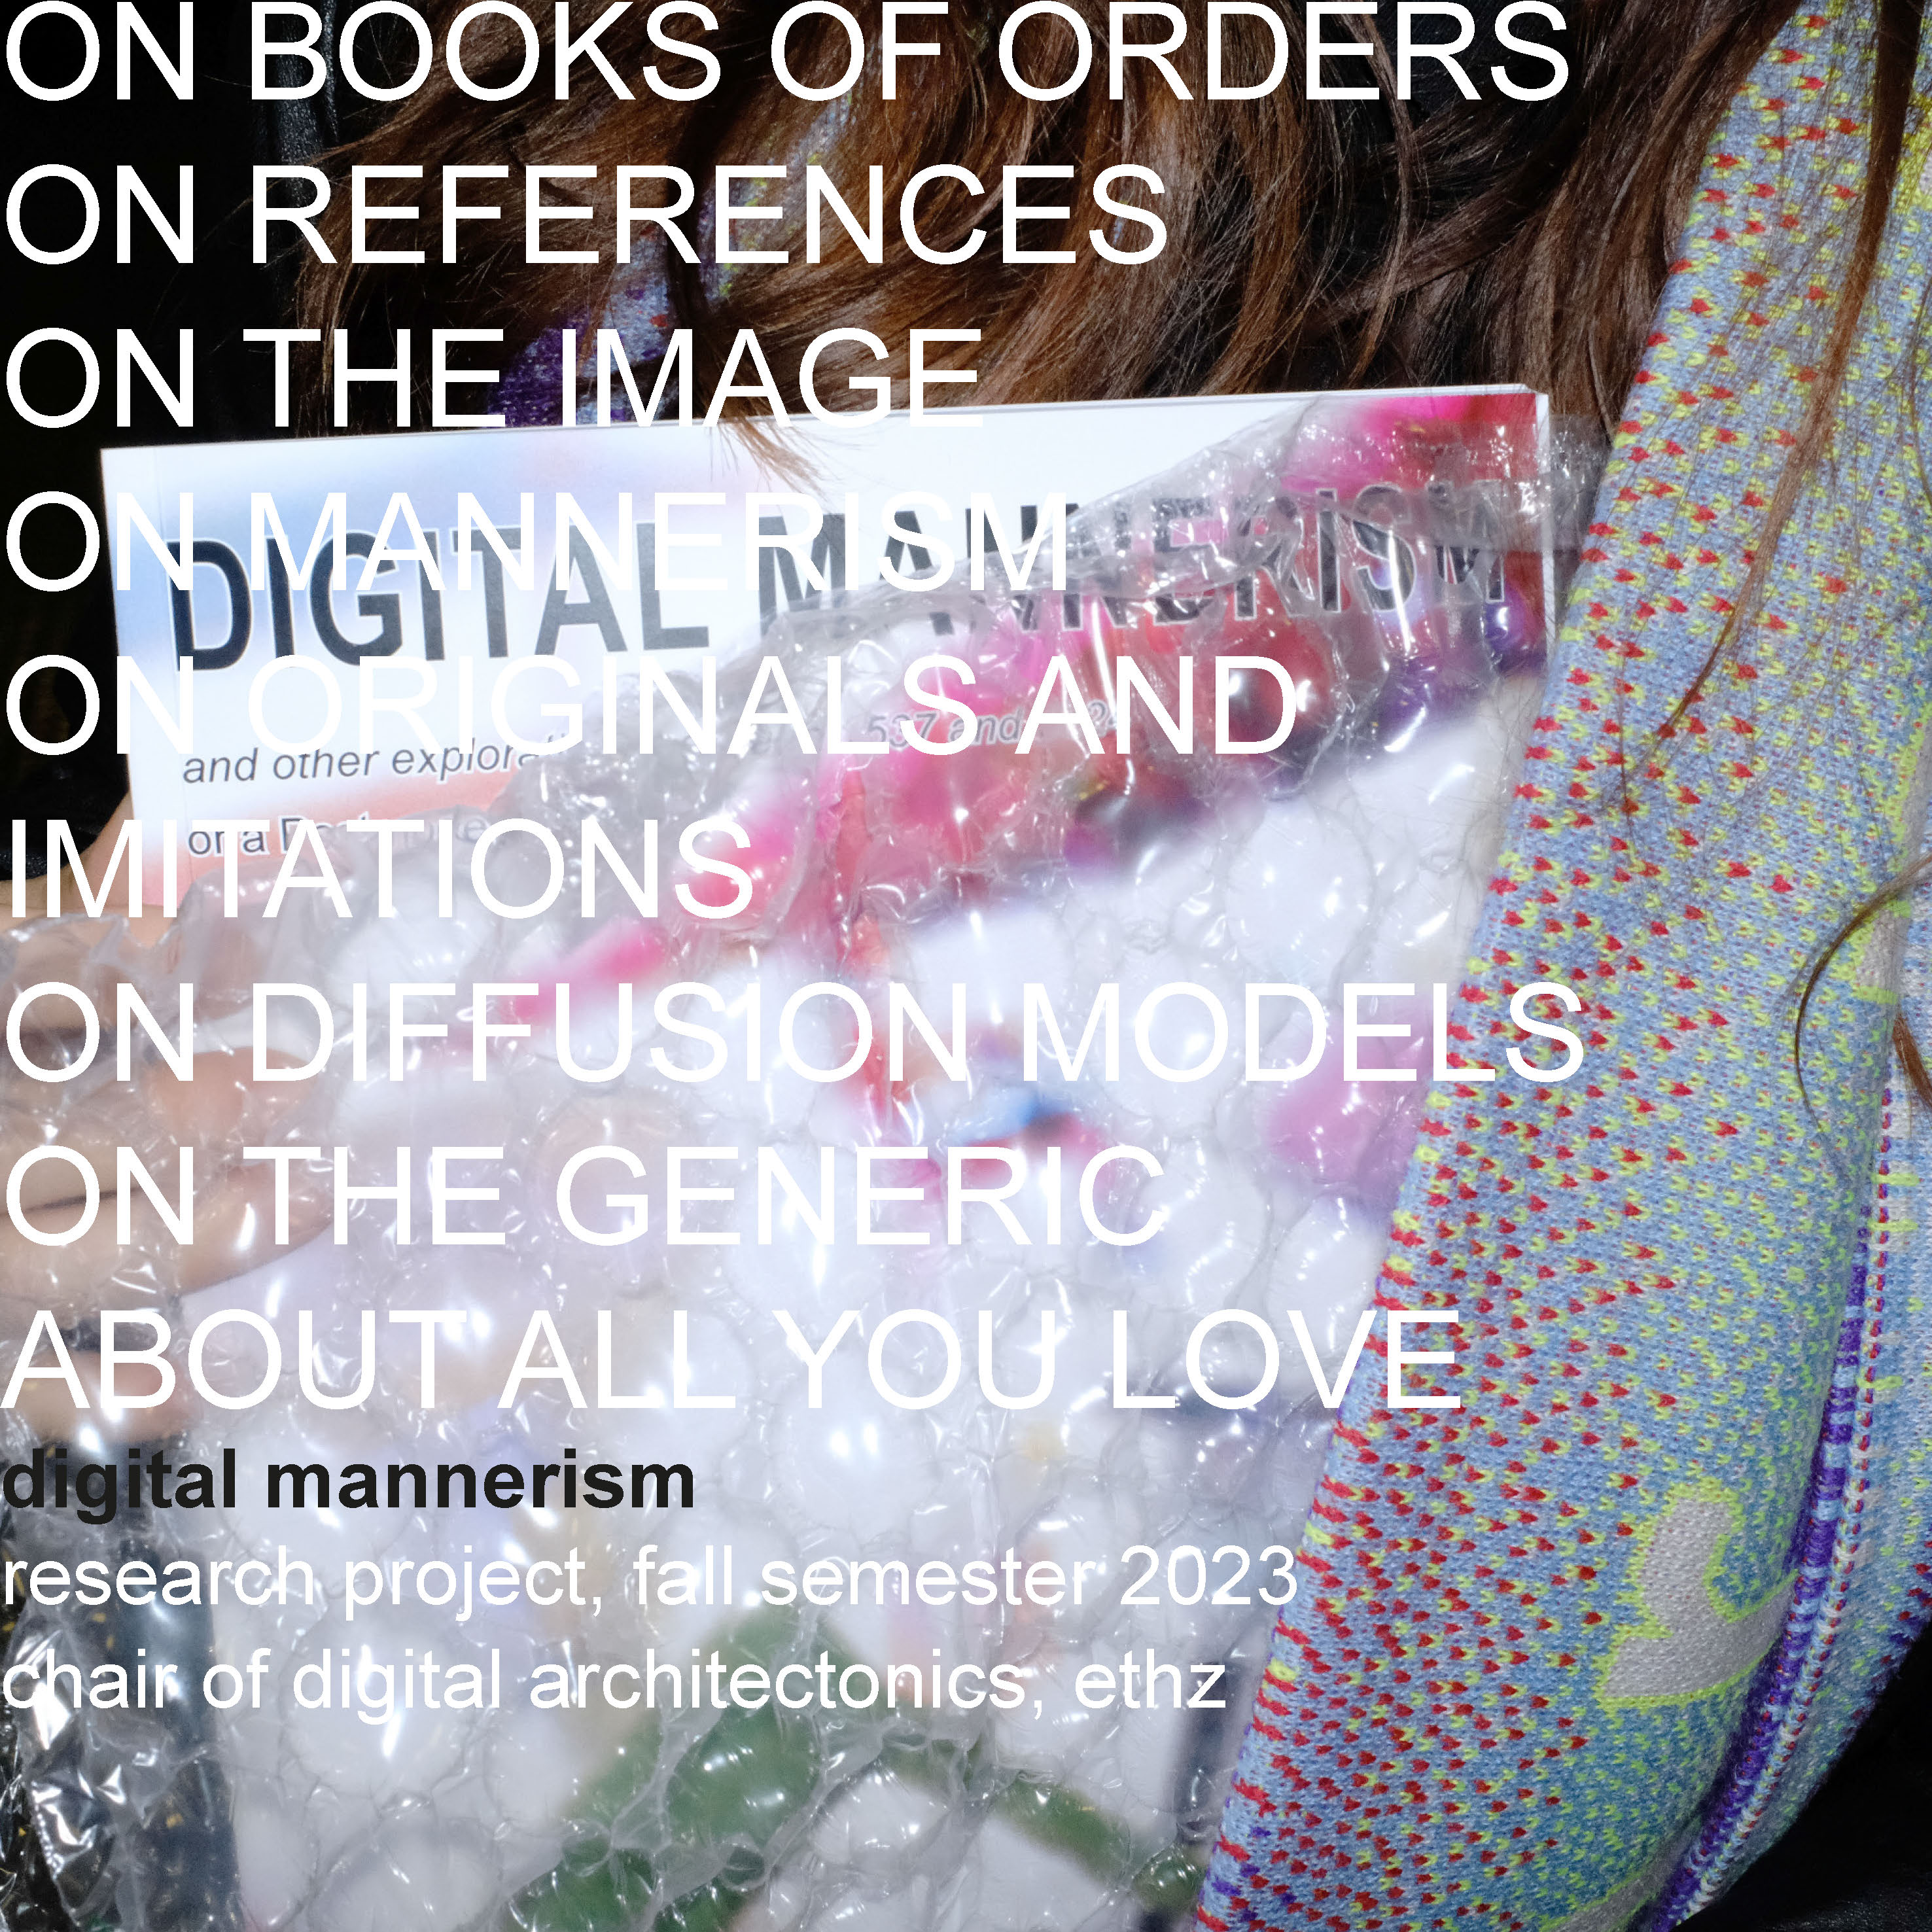 ON BOOKS OF ORDERS
ON REFERENCES
ON THE IMAGE
ON MANNERISM
DIGITAL MANNERISM
ON ORIGINALS AND
and other
IMITATIONS
or a
ON DIFFUSION MODELS
ON THE GENERIC
ABOUT ALL YOU LOVE
digital mannerism
research project, fall semester 2023
chair of digital architectonics, ethz